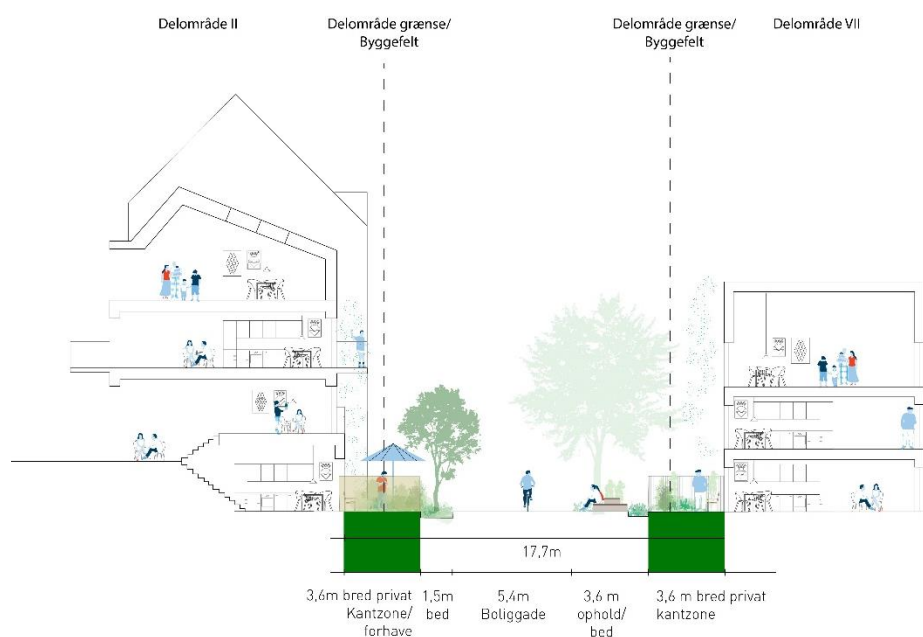 Delområde II
Delområde grænse/
Byggefelt
Delområde grænse/
Byggefelt
Delområde VII
17,7m
3,6m bred privat
Kantzone/
forhave
1,5m
bed
5,4m
Boliggade
3,6 m
ophold/
bed
3,6 m bred privat
kantzone